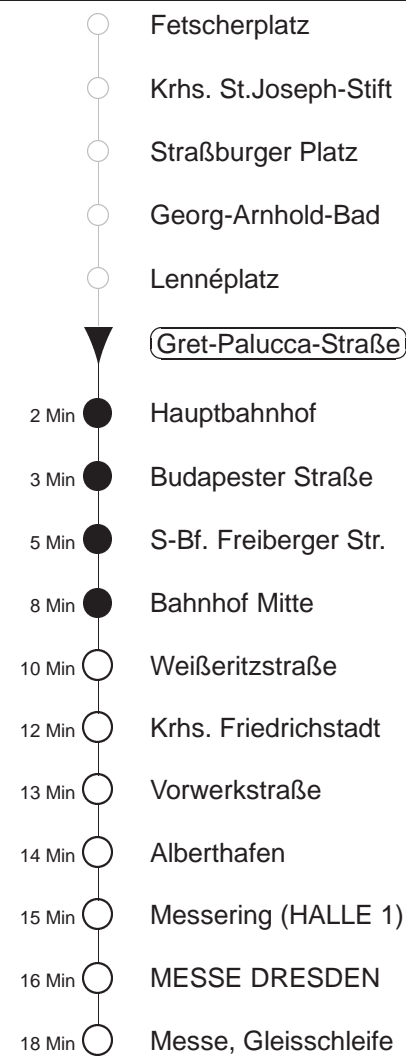 Fetscherplatz
Krhs. St.Joseph-Stift
Straßburger Platz
Georg-Arnhold-Bad
Lennéplatz
Gret-Palucca-Straße
2 Min Hauptbahnhof
3 Min Budapester Straße
5 Min S-Bf. Freiberger Str.
8 Min Bahnhof Mitte
10 Min Weißeritzstraße
12 Min Krhs. Friedrichstadt
13 Min Vorwerkstraße
14 Min Alberthafen
15 Min Messering (HALLE 1)
16 Min MESSE DRESDEN
18 Min Messe, Gleisschleife